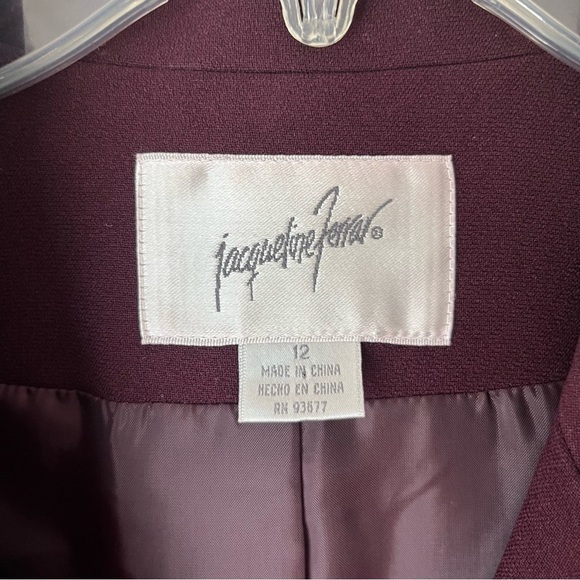 jacqueline Ferrar®
12
MADE IN CHINA
HECHO EN CHINA
RN 93677